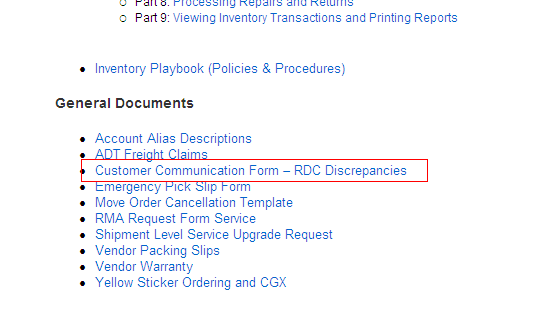 Part 8: Processing Repairs and Returns
Part 9: Viewing Inventory Transactions and Printing Reports
Inventory Playbook (Policies & Procedures)
General Documents
Account Alias Descriptions
ADT Freight Claims
Customer Communication Form – RDC Discrepancies
Emergency Pick Slip Form
Move Order Cancellation Template
RMA Request Form Service
Shipment Level Service Upgrade Request
Vendor Packing Slips
Vendor Warranty
Yellow Sticker Ordering and CGX